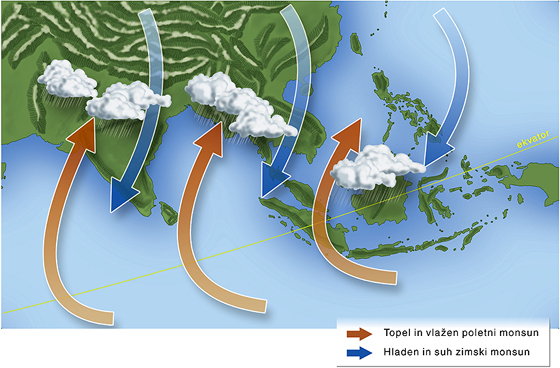 ekvator
Topel in vlažen poletni monsun
Hladen in suh zimski monsun